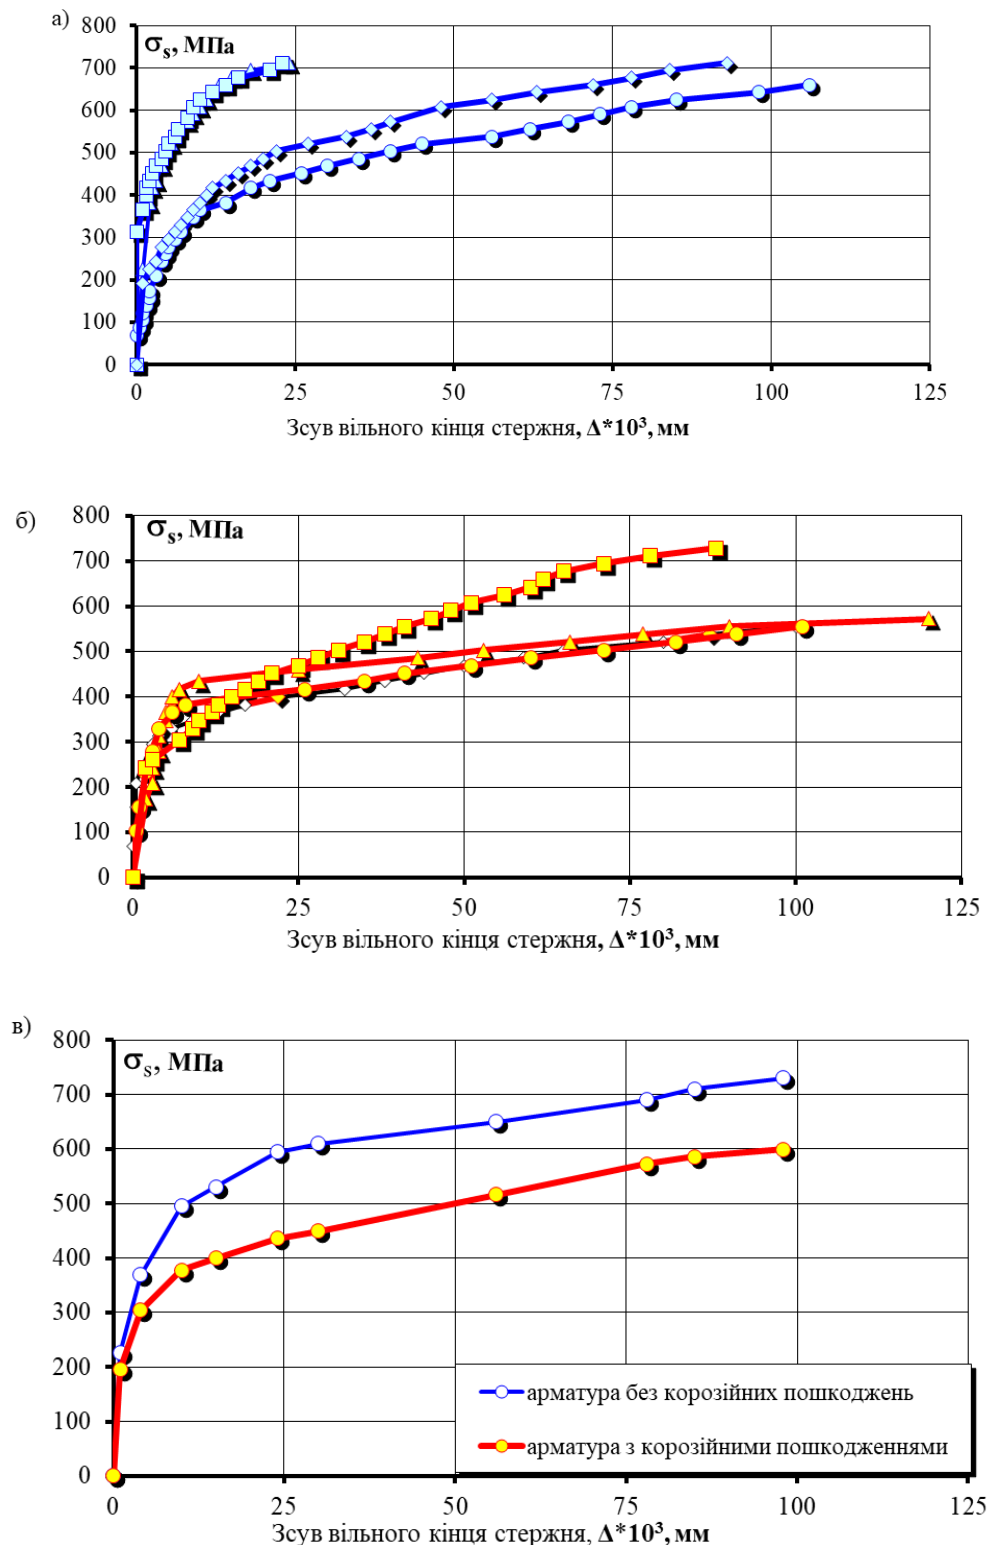 а)
σs, МПа
800
700
600
500
400
300
200
100
0
0 25 50 75 100 125
Зсув вільного кінця стержня, Δ*10³, мм
б)
σs, МПа
800
700
600
500
400
300
200
100
0
0 25 50 75 100 125
Зсув вільного кінця стержня, Δ*10³, мм
в)
σs, МПа
800
700
600
500
400
300
200
100
0
арматура без корозійних пошкоджень
арматура з корозійними пошкодженнями
0 25 50 75 100 125
Зсув вільного кінця стержня, Δ*10³, мм